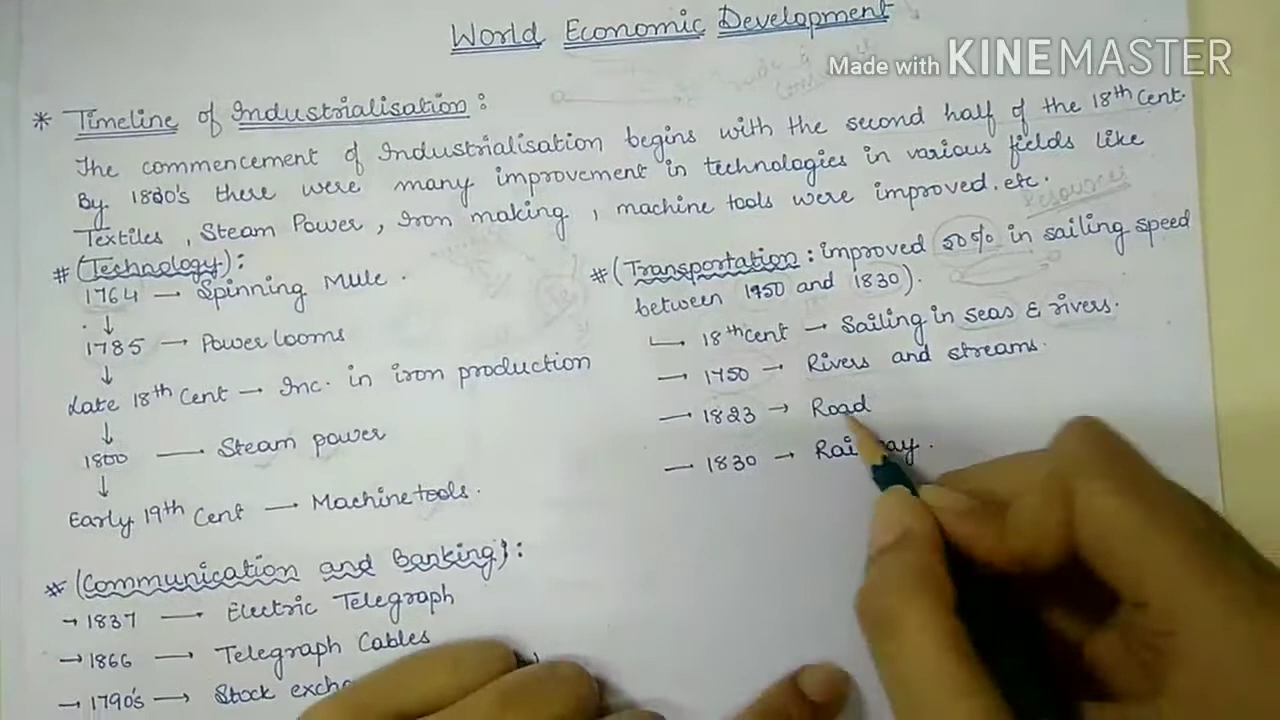 World Economic Development
Made with KINEMASTER
* Timeline of Industrialisation :
The commencement of Industrialisation begins with the second half of the 18th Cent.
By 1800's there were many improvement in technologies in various fields like
Textiles , Steam Power , Iron making , machine tools were improved . etc .
Resources
# (Technology) :
1764 — Spinning Mule .
↓
1785 — Power looms
↓
Late 18th Cent — Inc. in iron production
↓
1800 — Steam power
↓
Early 19th Cent — Machine tools .
# (Transportation : improved 50% in sailing speed
between 1750 and 1830) .
→ 18th cent → Sailing in seas & rivers .
→ 1750 → Rivers and streams .
→ 1823 → Road
→ 1830 → Railway .
# (Communication and Banking) :
→ 1837 — Electric Telegraph
→ 1866 → Telegraph Cables
→ 1790's → Stock excha